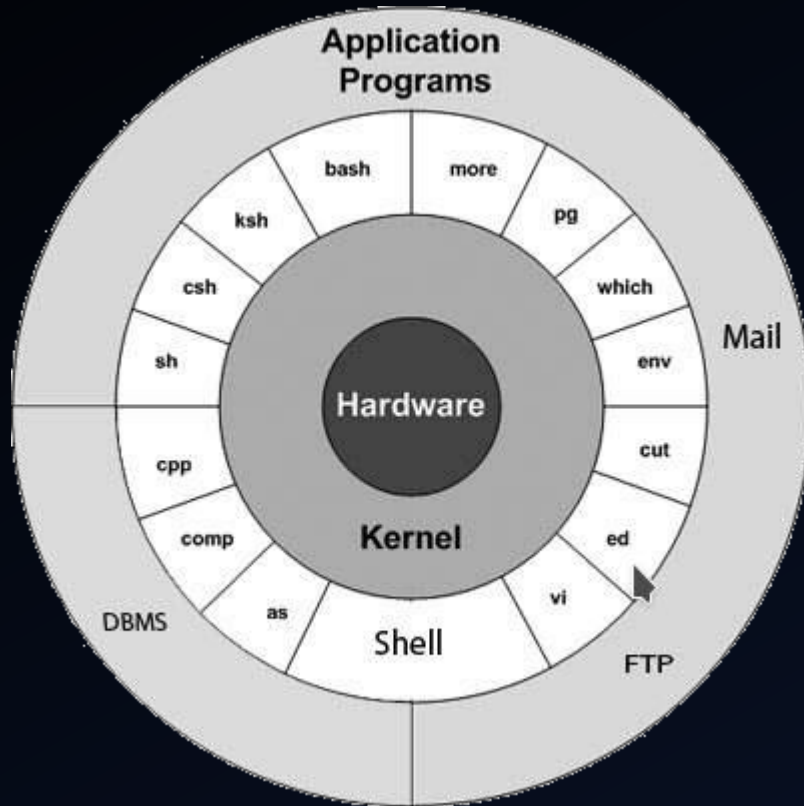 Application
Programs
bash
more
ksh
pg
csh
which
Mail
sh
env
Hardware
cpp
cut
comp
Kernel
ed
as
Shell
vi
DBMS
FTP